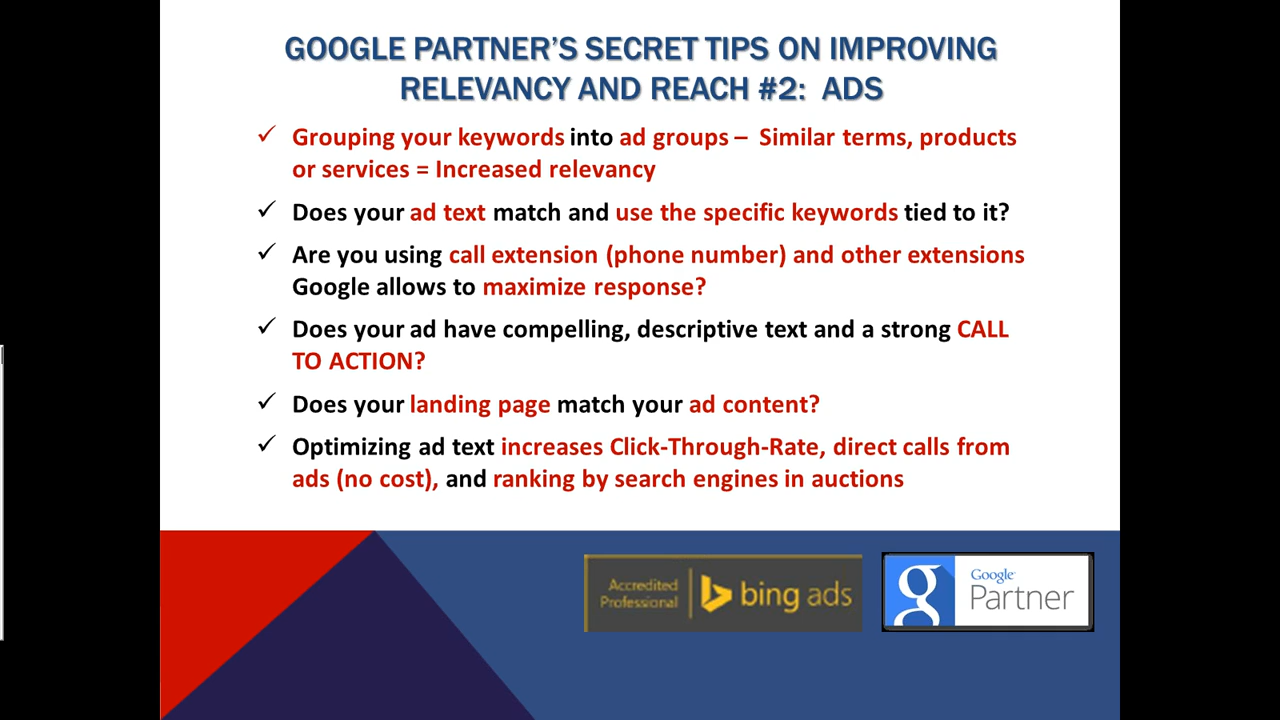 GOOGLE PARTNER'S SECRET TIPS ON IMPROVING
RELEVANCY AND REACH #2: ADS
✓ Grouping your keywords into ad groups – Similar terms, products
or services = Increased relevancy
✓ Does your ad text match and use the specific keywords tied to it?
✓ Are you using call extension (phone number) and other extensions
Google allows to maximize response?
✓ Does your ad have compelling, descriptive text and a strong CALL
TO ACTION?
✓ Does your landing page match your ad content?
✓ Optimizing ad text increases Click-Through-Rate, direct calls from
ads (no cost), and ranking by search engines in auctions
Accredited
Professional
bing ads
g
Google
Partner